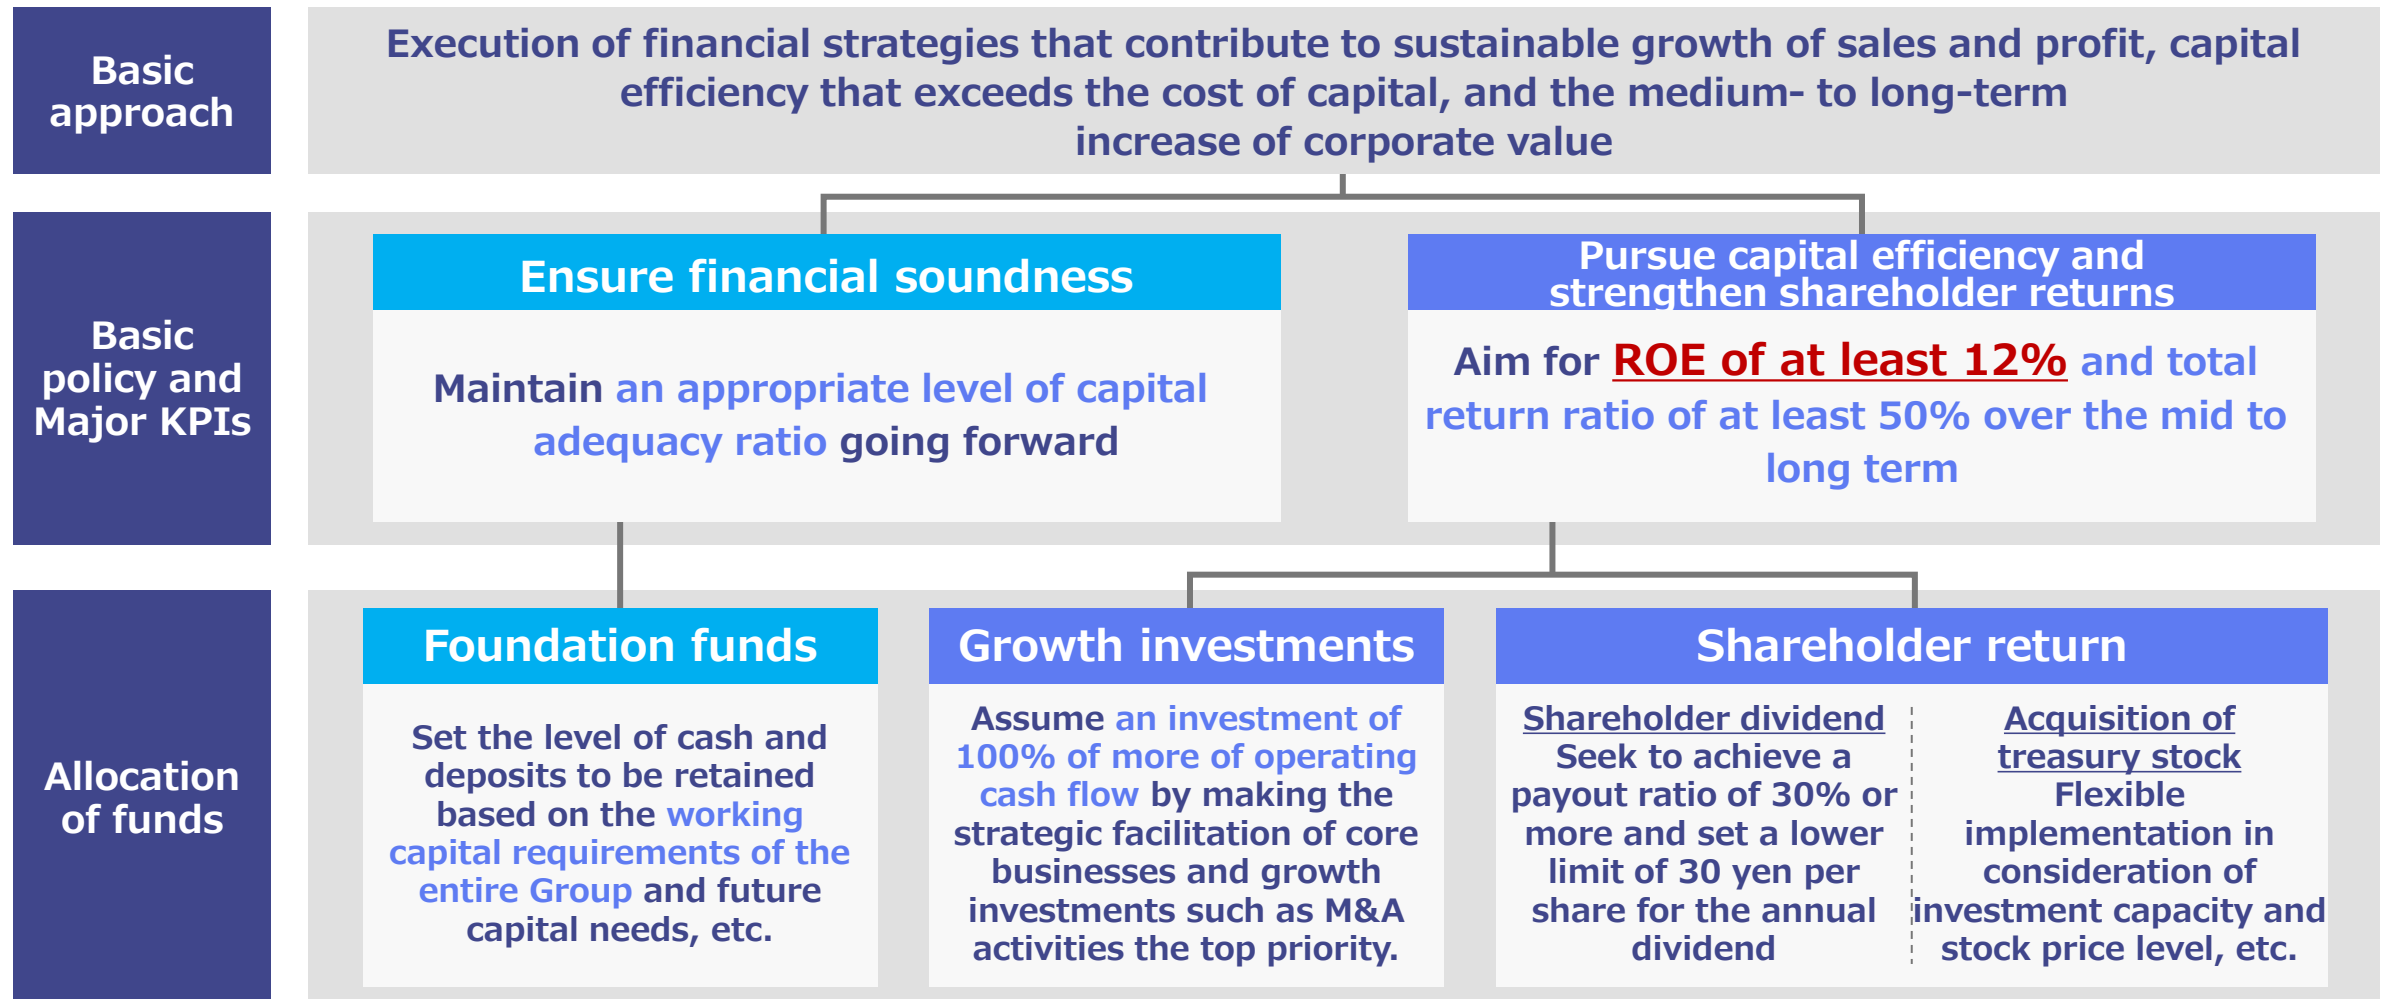 Basic
approach
Execution of financial strategies that contribute to sustainable growth of sales and profit, capital
efficiency that exceeds the cost of capital, and the medium- to long-term
increase of corporate value
Basic
policy and
Major KPIs
Ensure financial soundness
Maintain an appropriate level of capital
adequacy ratio going forward
Pursue capital efficiency and
strengthen shareholder returns
Aim for ROE of at least 12% and total
return ratio of at least 50% over the mid to
long term
Allocation
of funds
Foundation funds
Set the level of cash and
deposits to be retained
based on the working
capital requirements of the
entire Group and future
capital needs, etc.
Growth investments
Assume an investment of
100% of more of operating
cash flow by making the
strategic facilitation of core
businesses and growth
investments such as M&A
activities the top priority.
Shareholder return
Shareholder dividend
Seek to achieve a
payout ratio of 30% or
more and set a lower
limit of 30 yen per
share for the annual
dividend
Acquisition of
treasury stock
Flexible
implementation in
consideration of
investment capacity and
stock price level, etc.